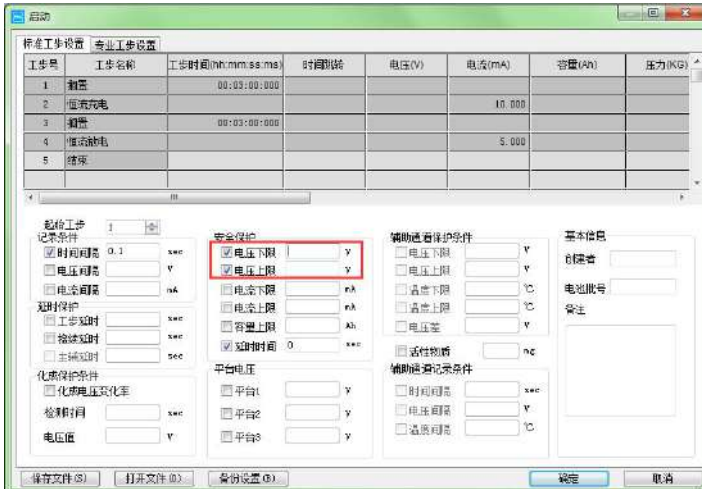 启动
标准工步设置 专业工步设置
工步号 工步名称 工步时间(hh:mm:ss:ms) 时间跳转 电压(V) 电流(mA) 容量(Ah) 压力(KG)
1 搁置 00:03:00:000
2 恒流充电 10.000
3 搁置 00:03:00:000
4 恒流放电 5.000
5 结束
起始工步 1
记录条件 安全保护 辅助通道保护条件 基本信息
时间间隔 0.1 sec 电压下限 V 电压下限 V 创建者
电压间隔 V 电压上限 V 电压上限 V
电流间隔 mA 电流下限 mA 温度下限 ℃ 电池批号
延时保护 电流上限 mA 温度上限 ℃ 备注
工步延时 sec 容量上限 Ah 电压差 V
搁续延时 sec 延时时间 0 sec 活性物质 mg
主辅延时 sec
化成保护条件 平台电压 辅助通道记录条件
化成电压变化率 平台1 V 时间间隔 sec
检测时间 sec 平台2 V 电压间隔 V
电压值 V 平台3 V 温度间隔 ℃
保存文件(S) 打开文件(O) 备份设置(B) 确定 取消